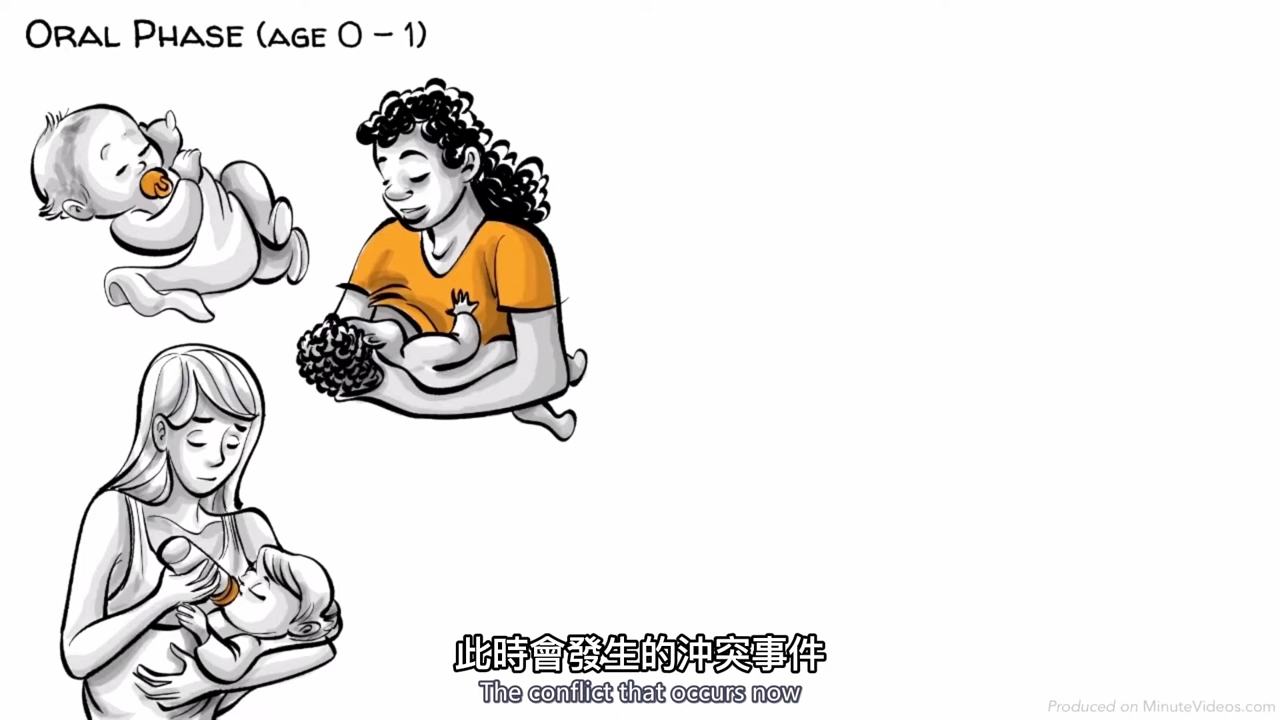 ORAL PHASE (AGE 0 – 1)
此時會發生的沖突事件
The conflict that occurs now
Produced on MinuteVideos.com